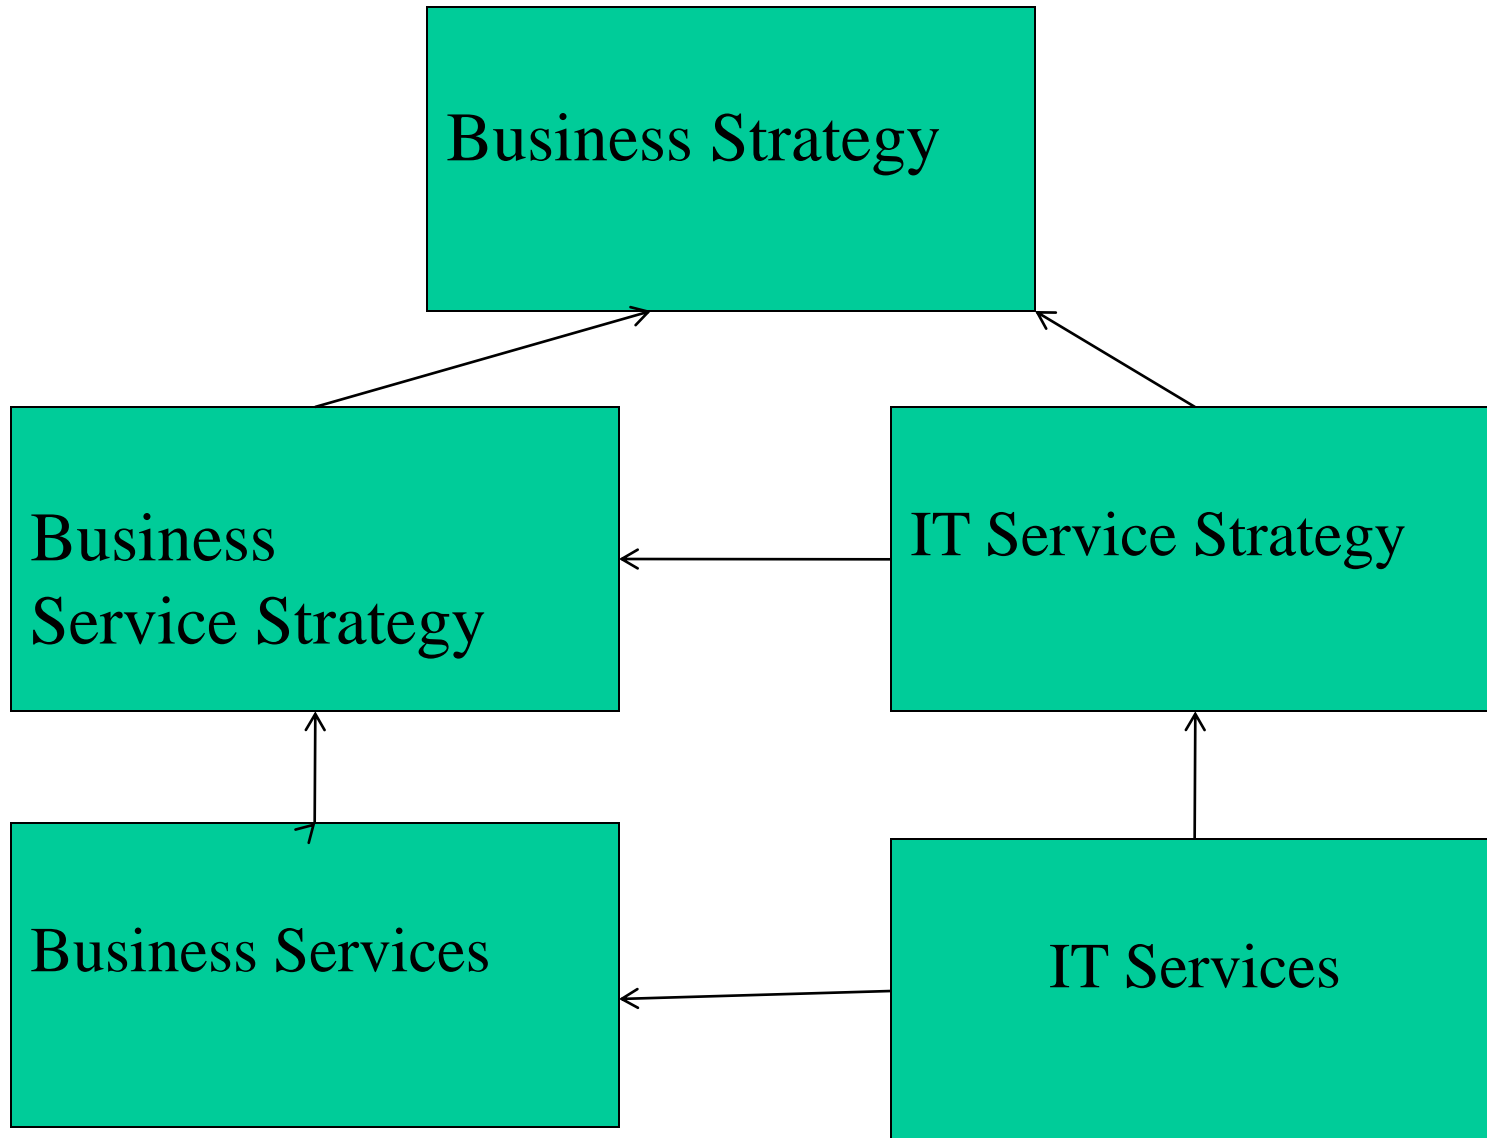 Business Strategy
Business
Service Strategy
IT Service Strategy
Business Services
IT Services